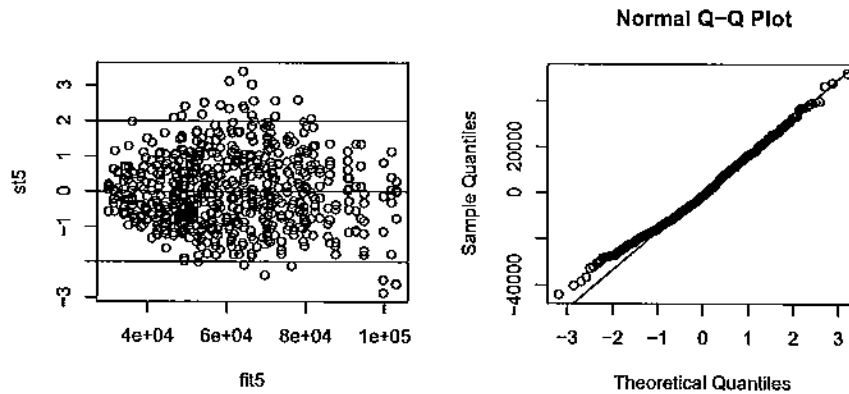 Normal Q-Q Plot
st5
3
2
1
0
-1
-3
4e+04 6e+04 8e+04 1e+05
fit5
Sample Quantiles
20000
0
-40000
-3 -2 -1 0 1 2 3
Theoretical Quantiles